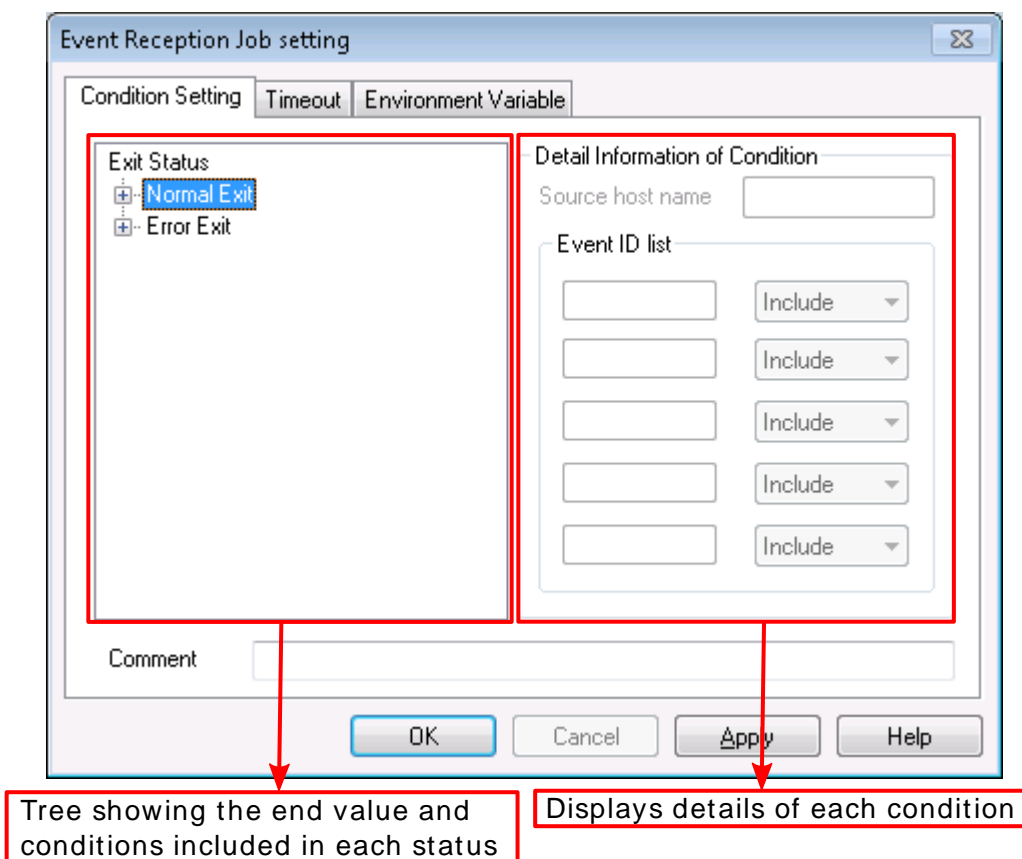 Event Reception Job setting
Condition Setting
Timeout
Environment Variable
Exit Status
Normal Exit
Error Exit
Detail Information of Condition
Source host name
Event ID list
Include
Include
Include
Include
Include
Comment
OK
Cancel
Apply
Help
Tree showing the end value and
conditions included in each status
Displays details of each condition